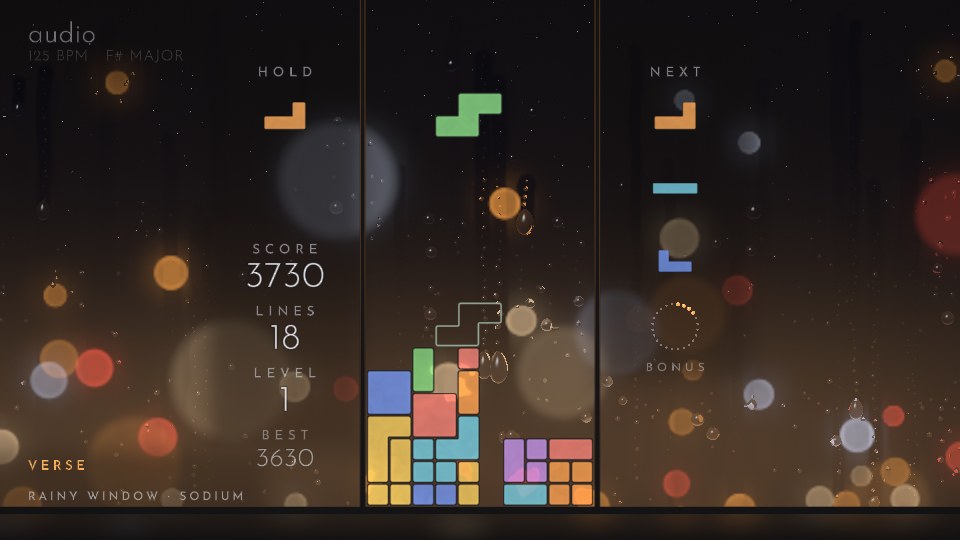 audio
125 BPM F# MAJOR
HOLD
NEXT
SCORE
3730
LINES
18
LEVEL
1
BEST
3630
BONUS
VERSE
RAINY WINDOW · SODIUM